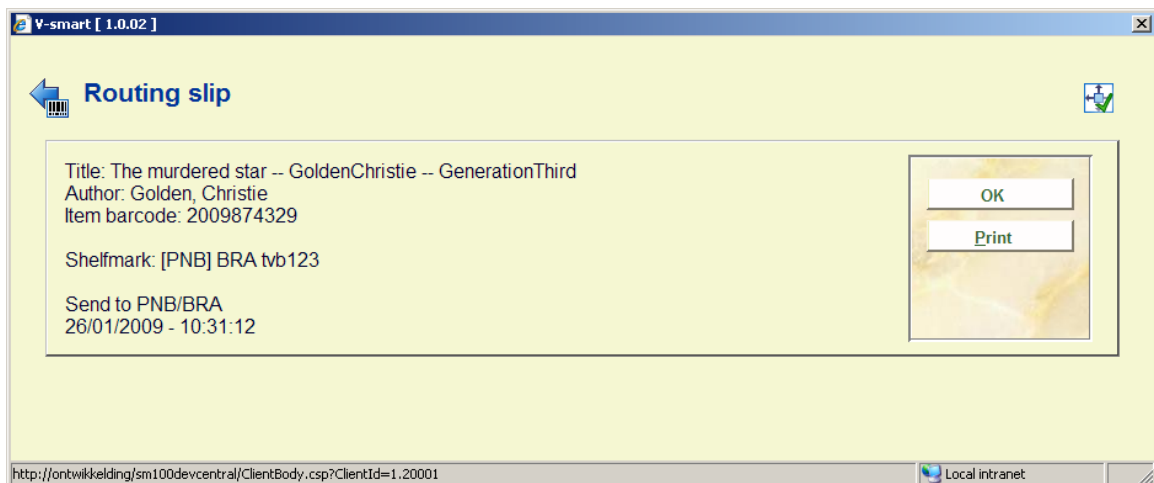 V-smart [ 1.0.02 ]
Routing slip
Title: The murdered star -- GoldenChristie -- GenerationThird
Author: Golden, Christie
Item barcode: 2009874329
Shelfmark: [PNB] BRA tvb123
Send to PNB/BRA
26/01/2009 - 10:31:12
OK
Print
http://ontwikkelding/sm100devcentral/ClientBody.csp?ClientId=1.20001
Local intranet